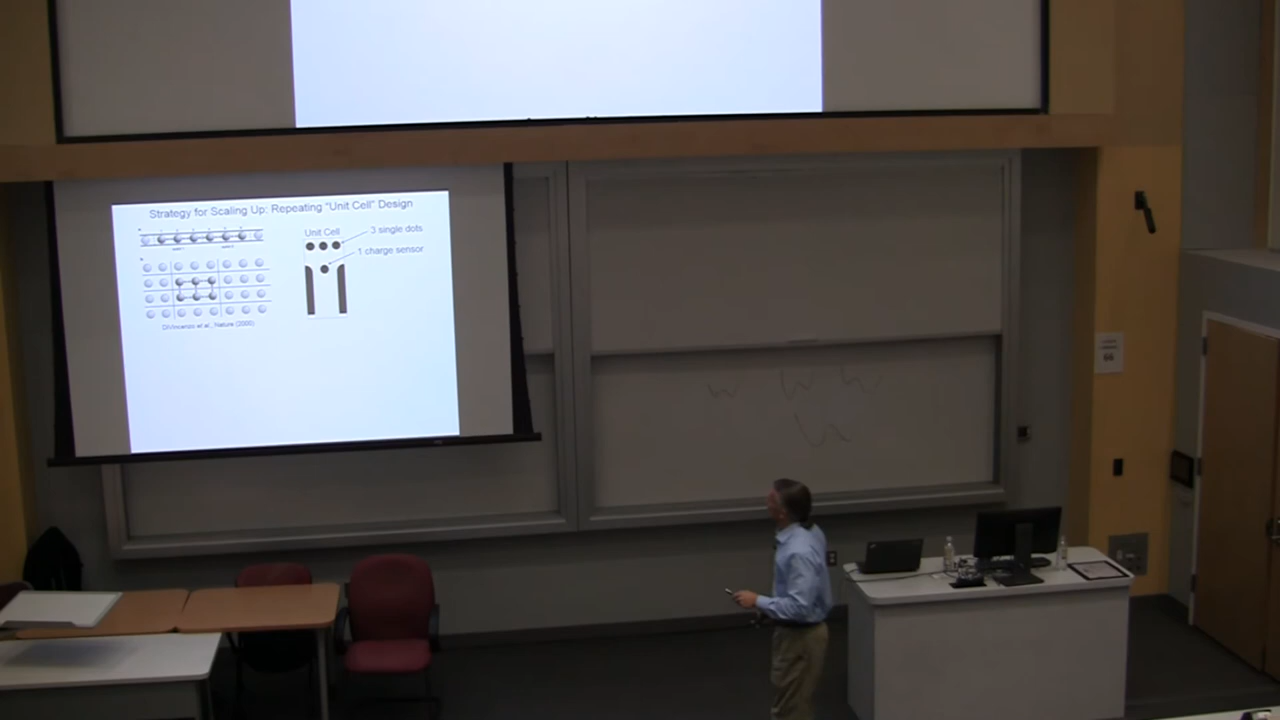 Strategy for Scaling Up: Repeating "Unit Cell" Design
Unit Cell
3 single dots
1 charge sensor
DiVincenzo et al., Nature (2000)